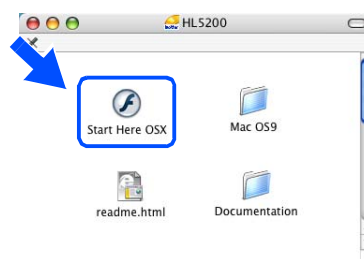 HL5200
Start Here OSX
Mac OS9
readme.html
Documentation